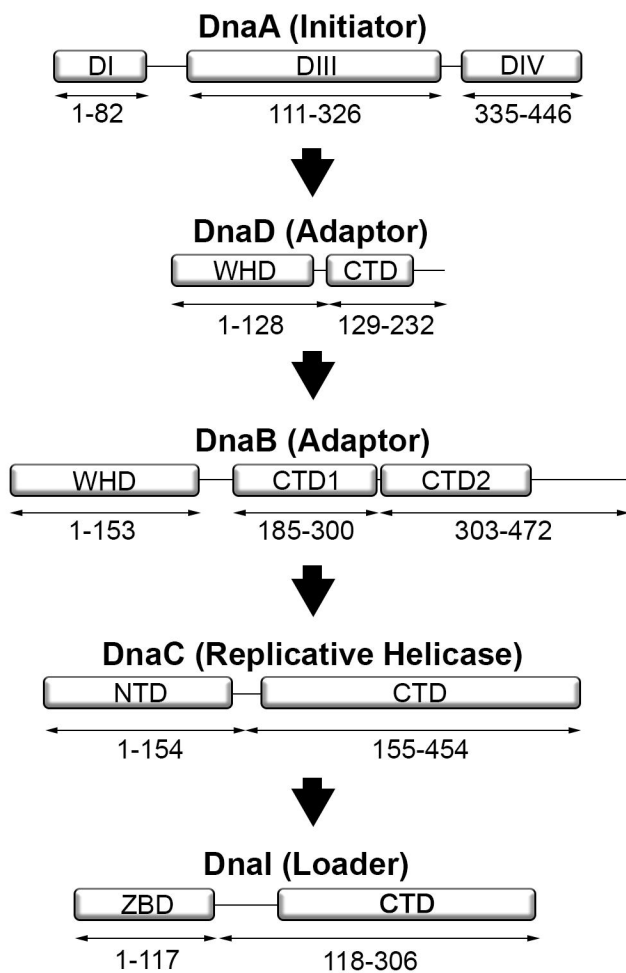 DnaA (Initiator)
DI DIII DIV
1-82 111-326 335-446
DnaD (Adaptor)
WHD CTD
1-128 129-232
DnaB (Adaptor)
WHD CTD1 CTD2
1-153 185-300 303-472
DnaC (Replicative Helicase)
NTD CTD
1-154 155-454
DnaI (Loader)
ZBD CTD
1-117 118-306